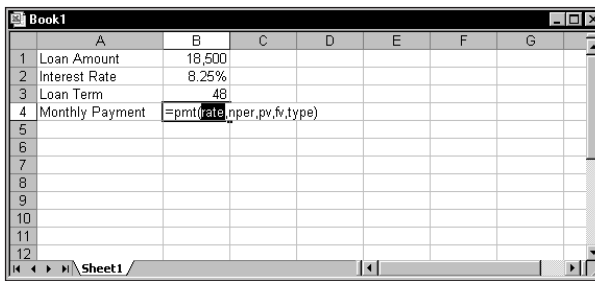 Book1
A B C D E F G
1 Loan Amount 18,500
2 Interest Rate 8.25%
3 Loan Term 48
4 Monthly Payment =pmt(rate,nper,pv,fv,type)
5
6
7
8
9
10
11
12
Sheet1